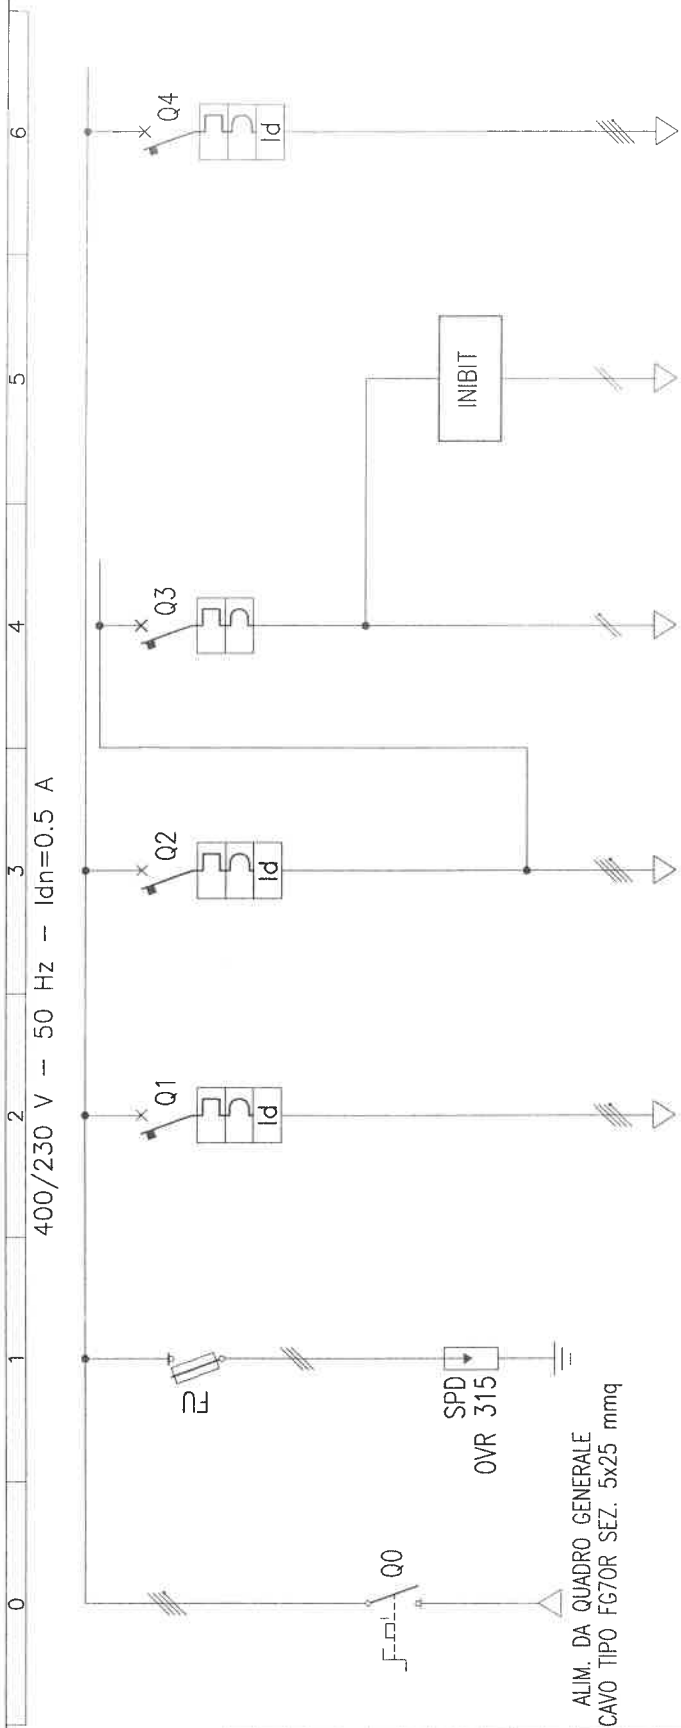 0 1 2 3 4 5 6
400/230 V – 50 Hz – Idn=0.5 A
Q0
ALIM. DA QUADRO GENERALE
CAVO TIPO FG7OR SEZ. 5x25 mmq
FU
SPD
OVR 315
Q1
Id
Q2
Id
Q3
INIBIT
Q4
Id